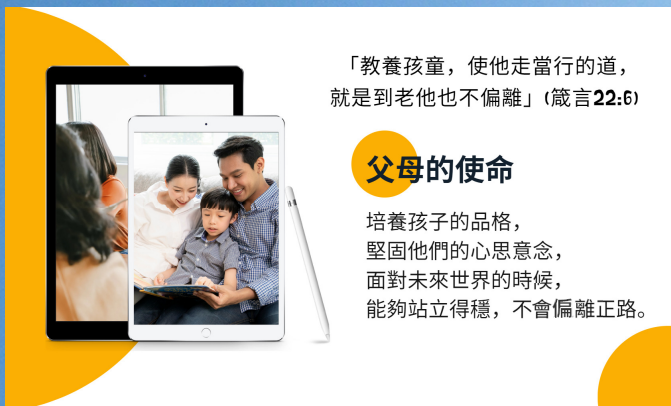 「教養孩童，使他走當行的道，
就是到老他也不偏離」(箴言22:6)
父母的使命
培養孩子的品格，
堅固他們的心思意念，
面對未來世界的時候，
能夠站立得穩，不會偏離正路。